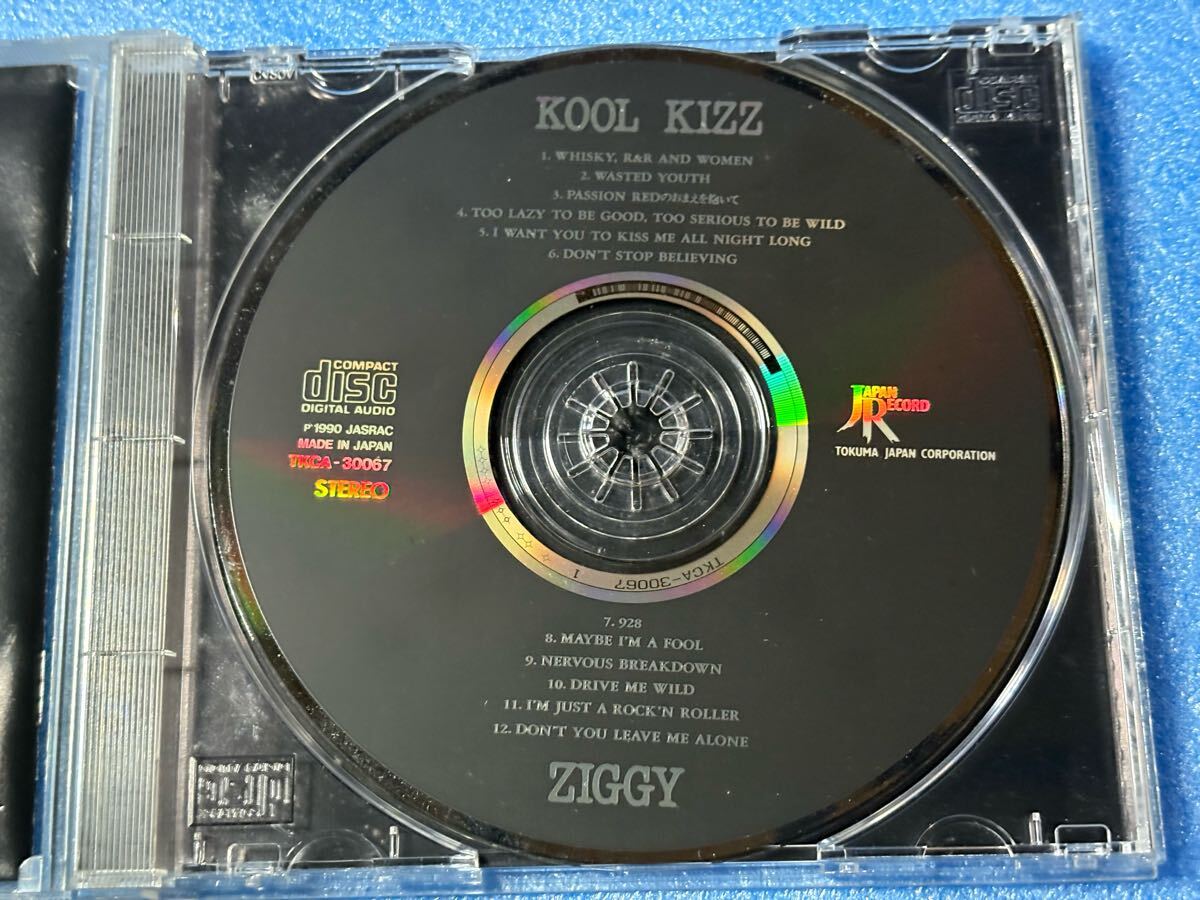 KOOL KIZZ
1. WHISKY, R&R AND WOMEN
2. WASTED YOUTH
3. PASSION REDのおまえを抱いて
4. TOO LAZY TO BE GOOD, TOO SERIOUS TO BE WILD
5. I WANT YOU TO KISS ME ALL NIGHT LONG
6. DON'T STOP BELIEVING
COMPACT
disc
DIGITAL AUDIO
P 1990 JASRAC
MADE IN JAPAN
TKCA-30067
STEREO
JAPAN
RECORD
TOKUMA JAPAN CORPORATION
TKCA-30067 1
7. 928
8. MAYBE I'M A FOOL
9. NERVOUS BREAKDOWN
10. DRIVE ME WILD
11. I'M JUST A ROCK'N ROLLER
12. DON'T YOU LEAVE ME ALONE
ZIGGY
disc